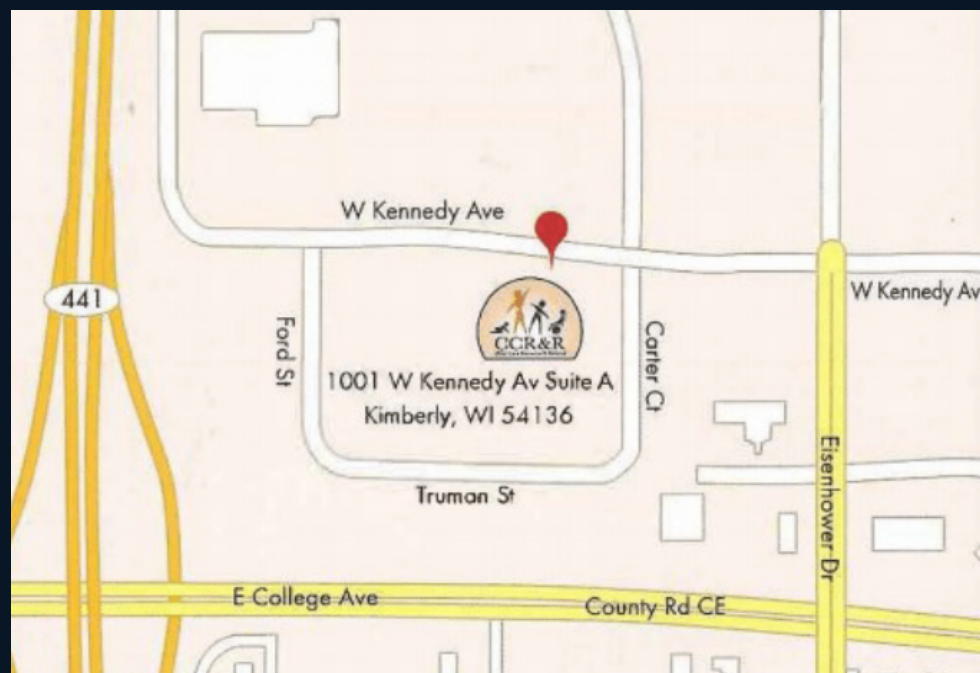 W Kennedy Ave
441
W Kennedy Av
Ford St
CCR&R
Carter Ct
1001 W Kennedy Av Suite A
Kimberly, WI 54136
Eisenhower Dr
Truman St
E College Ave
County Rd CE